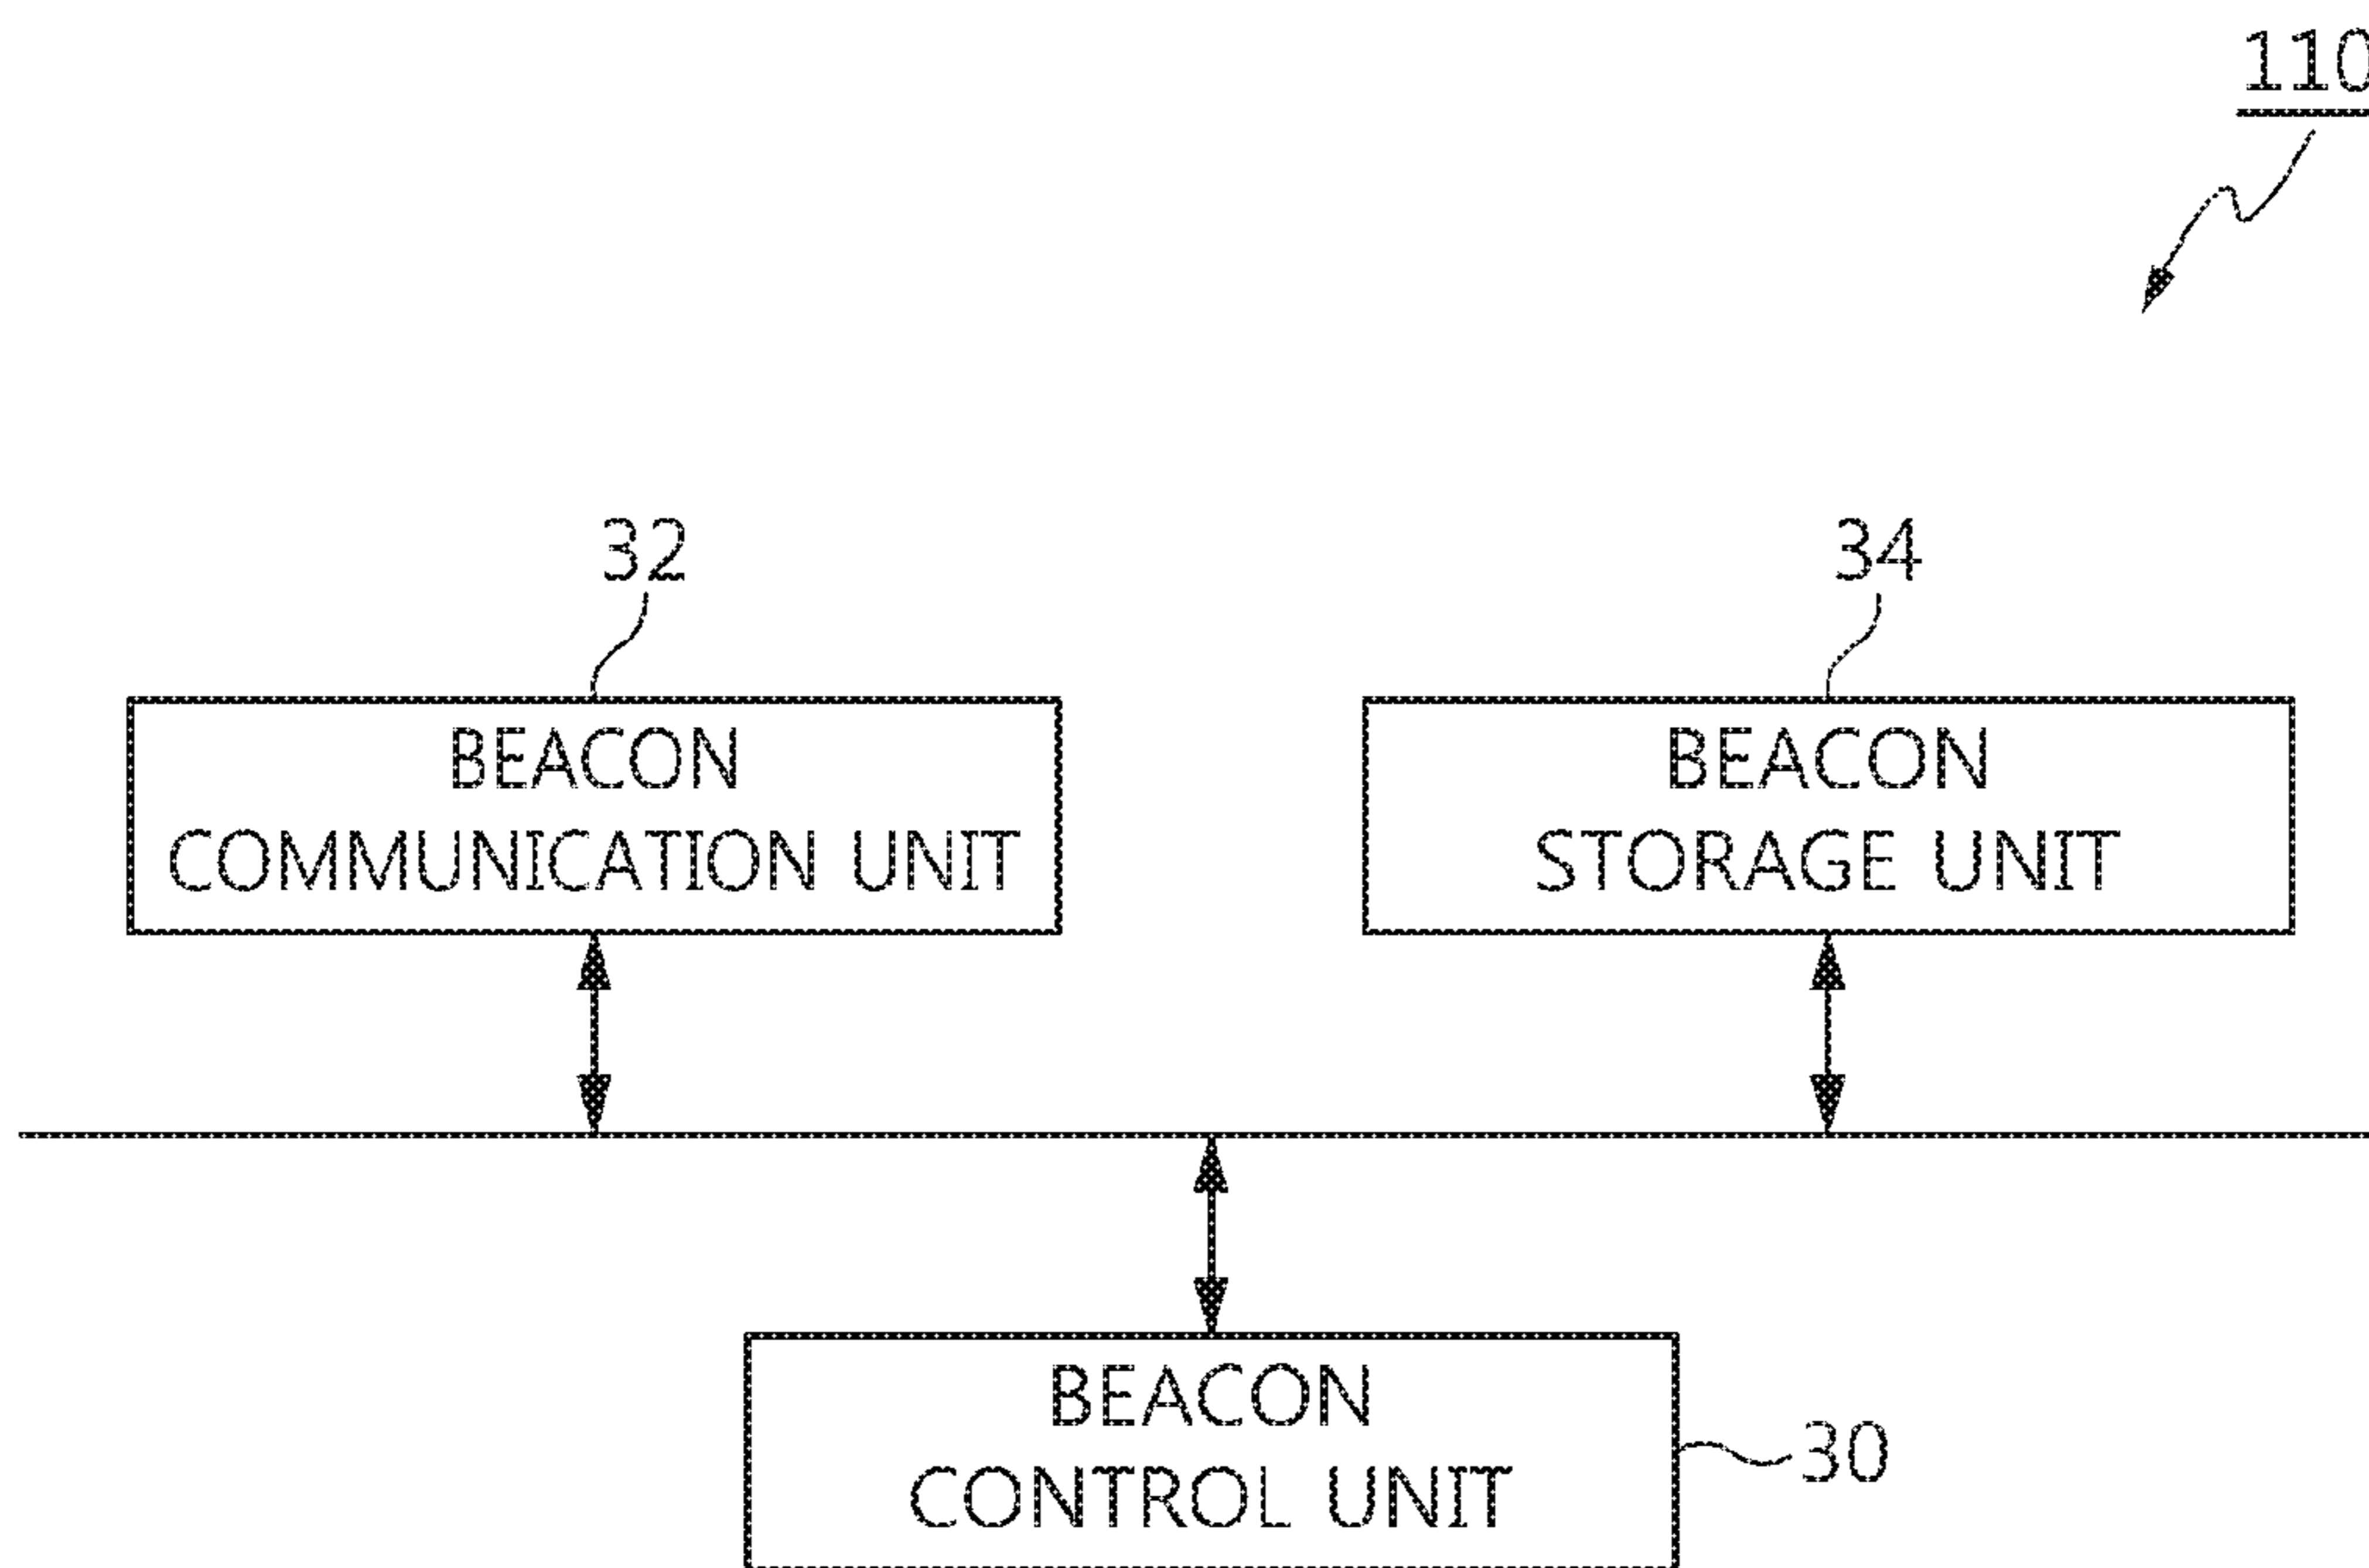 110
32
34
BEACON
COMMUNICATION UNIT
BEACON
STORAGE UNIT
BEACON
CONTROL UNIT
30